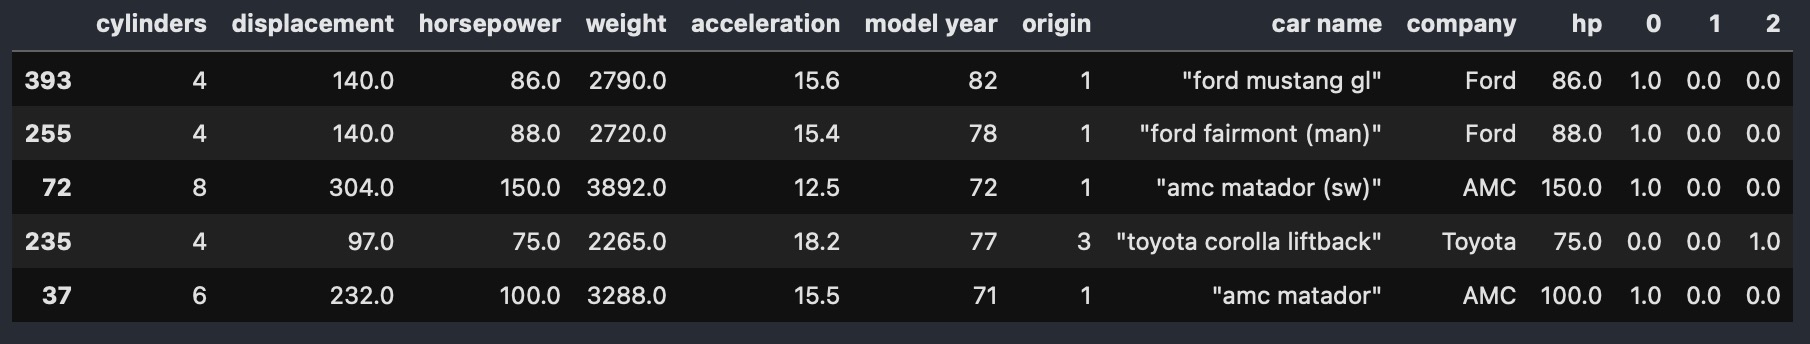 cylinders displacement horsepower weight acceleration model year origin car name company hp 0 1 2
393 4 140.0 86.0 2790.0 15.6 82 1 "ford mustang gl" Ford 86.0 1.0 0.0 0.0
255 4 140.0 88.0 2720.0 15.4 78 1 "ford fairmont (man)" Ford 88.0 1.0 0.0 0.0
72 8 304.0 150.0 3892.0 12.5 72 1 "amc matador (sw)" AMC 150.0 1.0 0.0 0.0
235 4 97.0 75.0 2265.0 18.2 77 3 "toyota corolla liftback" Toyota 75.0 0.0 0.0 1.0
37 6 232.0 100.0 3288.0 15.5 71 1 "amc matador" AMC 100.0 1.0 0.0 0.0